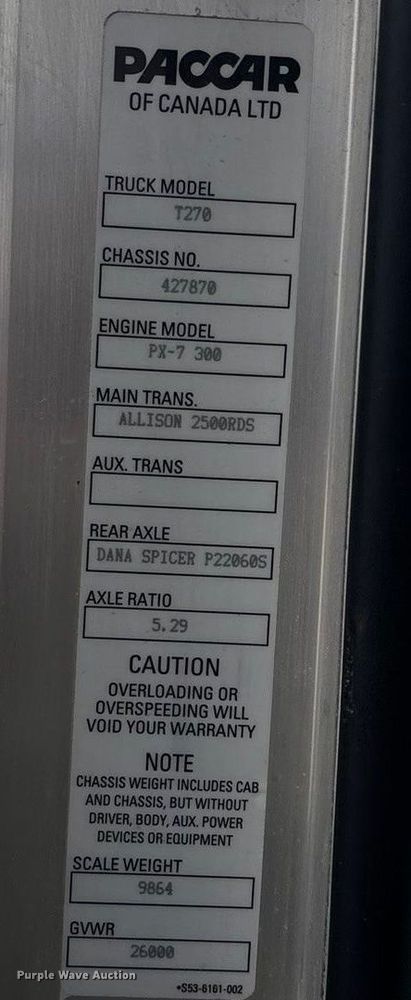 PACCAR
OF CANADA LTD
TRUCK MODEL
T270
CHASSIS NO.
427870
ENGINE MODEL
PX-7 300
MAIN TRANS.
ALLISON 2500RDS
AUX. TRANS
REAR AXLE
DANA SPICER P22060S
AXLE RATIO
5.29
CAUTION
OVERLOADING OR
OVERSPEEDING WILL
VOID YOUR WARRANTY
NOTE
CHASSIS WEIGHT INCLUDES CAB
AND CHASSIS, BUT WITHOUT
DRIVER, BODY, AUX. POWER
DEVICES OR EQUIPMENT
SCALE WEIGHT
9864
GVWR
26000
Purple Wave Auction
•S53-6161-002